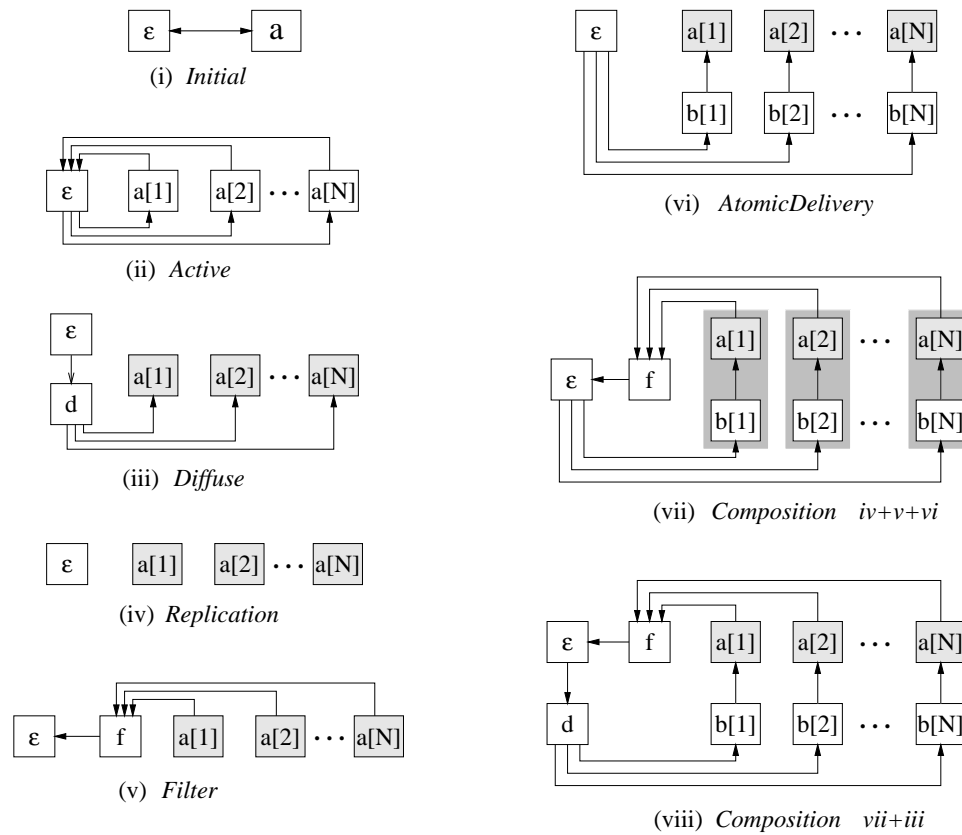 ε a
(i) Initial
ε a[1] a[2] ... a[N]
(ii) Active
ε
a[1] a[2] ... a[N]
d
(iii) Diffuse
ε a[1] a[2] ... a[N]
(iv) Replication
ε f a[1] a[2] ... a[N]
(v) Filter
ε a[1] a[2] ... a[N]
b[1] b[2] ... b[N]
(vi) AtomicDelivery
a[1] a[2] ... a[N]
ε f
b[1] b[2] ... b[N]
(vii) Composition iv+v+vi
ε f a[1] a[2] ... a[N]
d b[1] b[2] ... b[N]
(viii) Composition vii+iii